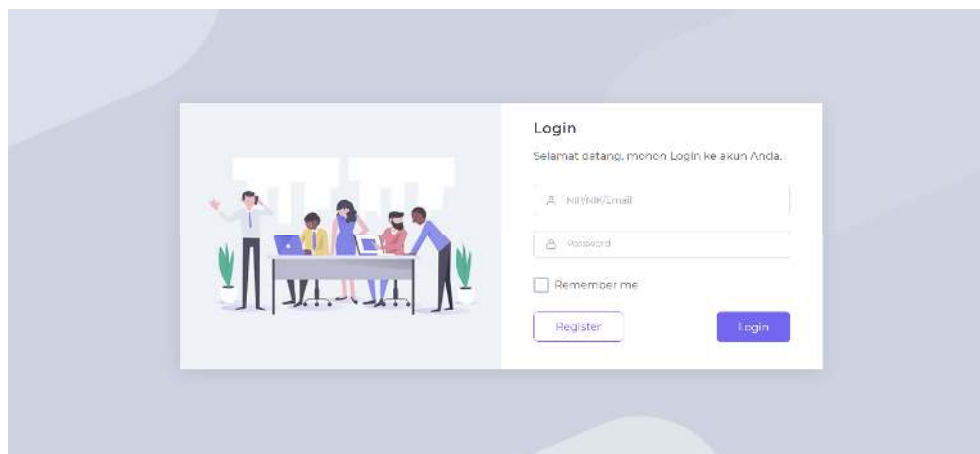 Login
Selamat datang, mohon Login ke akun Anda.
NIP/NIK/Email
Password
Remember me
Register
Login